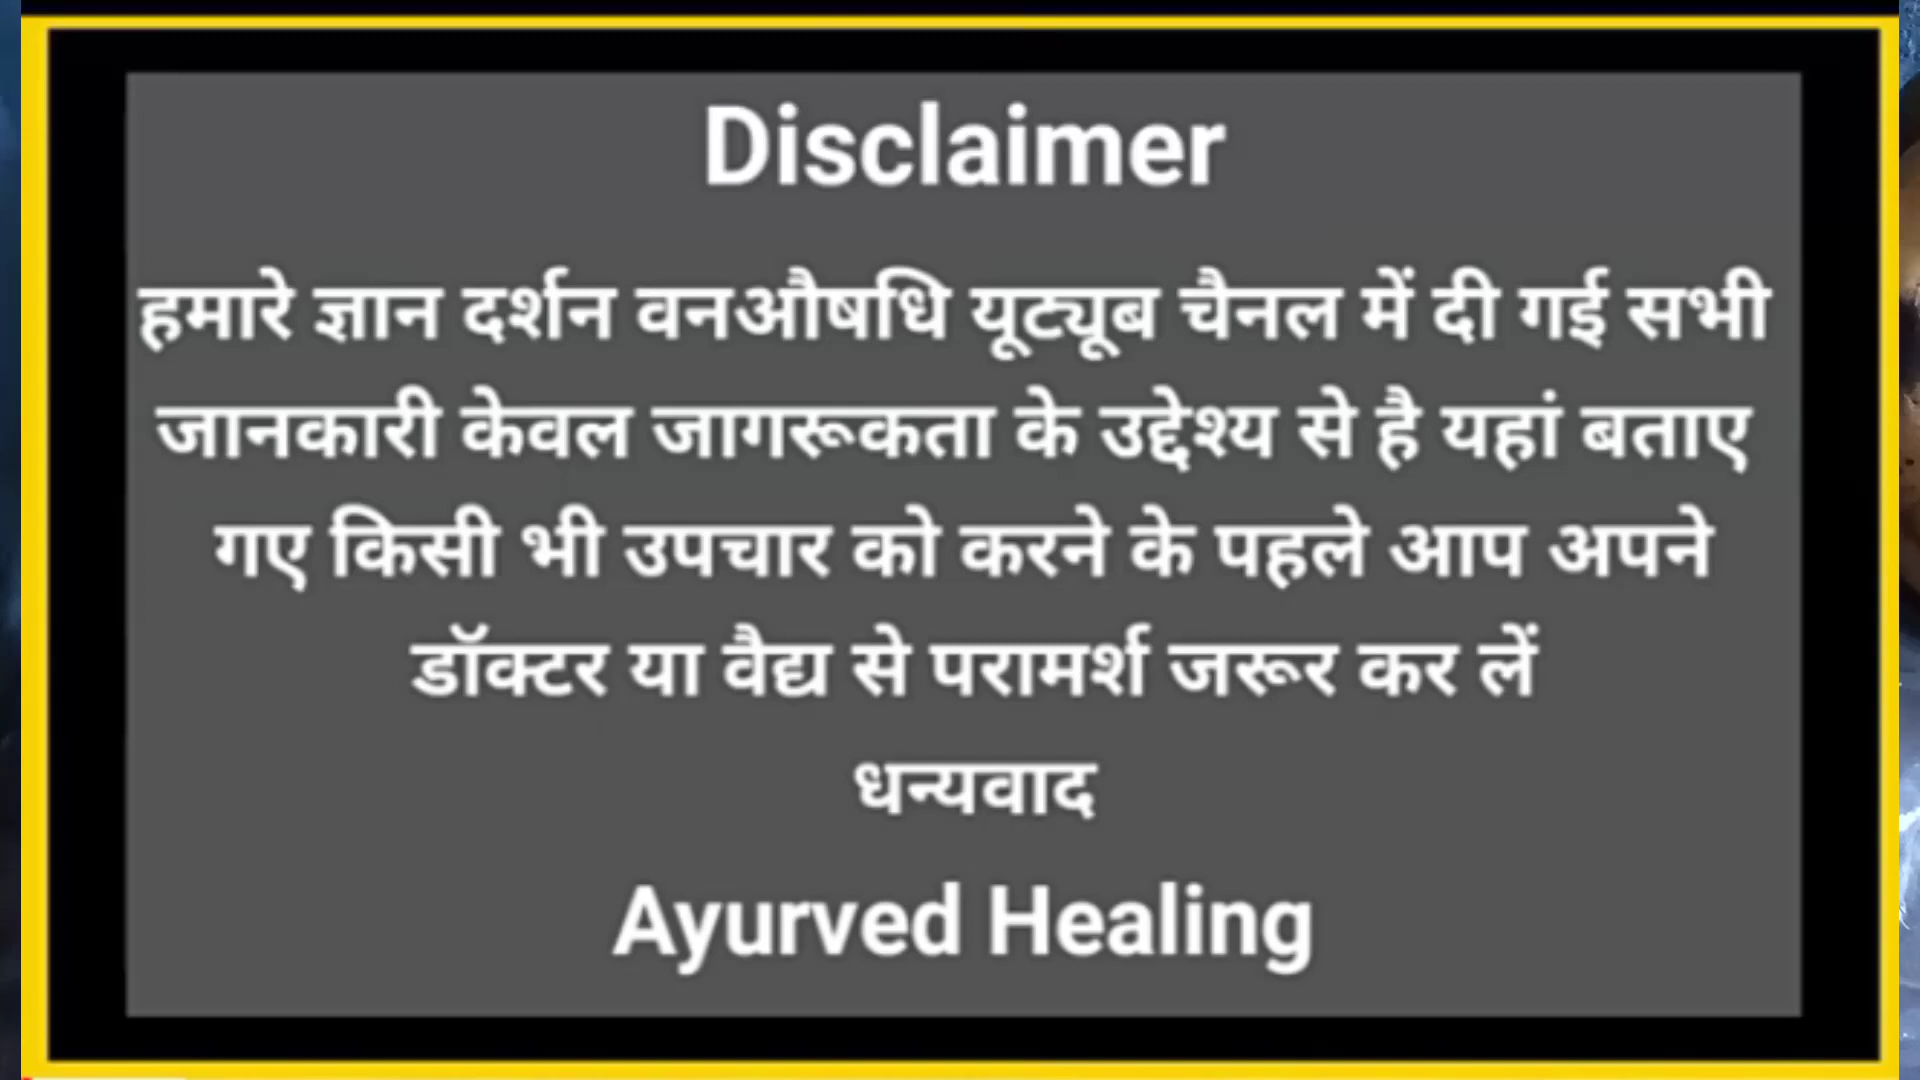 Disclaimer
हमारे ज्ञान दर्शन वनऔषधि यूट्यूब चैनल में दी गई सभी
जानकारी केवल जागरूकता के उद्देश्य से है यहां बताए
गए किसी भी उपचार को करने के पहले आप अपने
डॉक्टर या वैद्य से परामर्श जरूर कर लें
धन्यवाद
Ayurved Healing